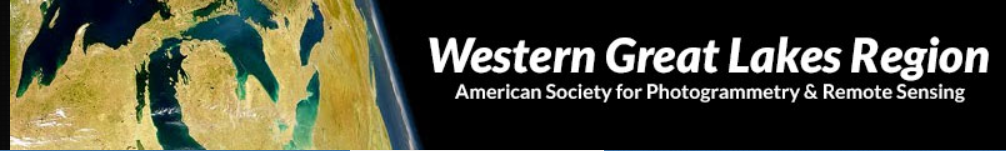 Western Great Lakes Region
American Society for Photogrammetry & Remote Sensing